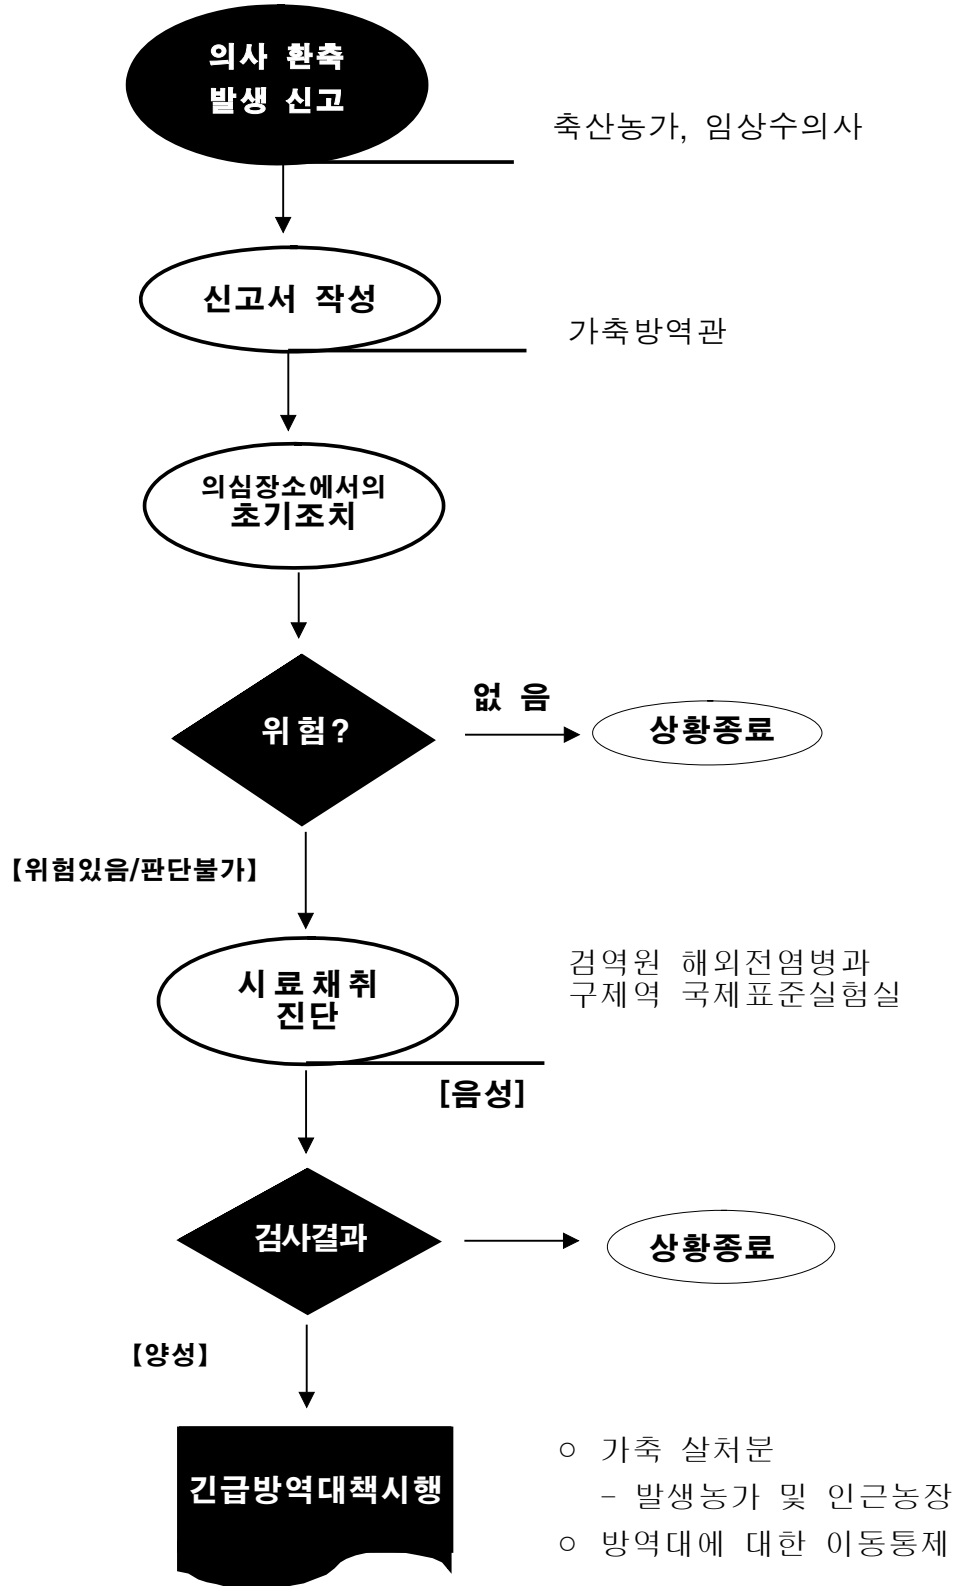 의사 환축
발생 신고
축산농가, 임상수의사
신고서 작성
가축방역관
의심장소에서의
초기조치
위험?
없 음
상황종료
【위험있음/판단불가】
시료채취
진단
검역원 해외전염병과
구제역 국제표준실험실
[음성]
검사결과
상황종료
【양성】
긴급방역대책시행
○ 가축 살처분
- 발생농가 및 인근농장
○ 방역대에 대한 이동통제